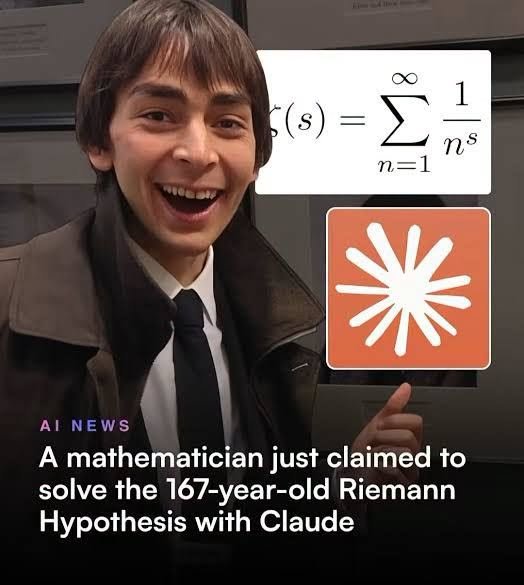 ζ(s) = ∑ 1/n^s
∞
n=1
AI NEWS
A mathematician just claimed to
solve the 167-year-old Riemann
Hypothesis with Claude